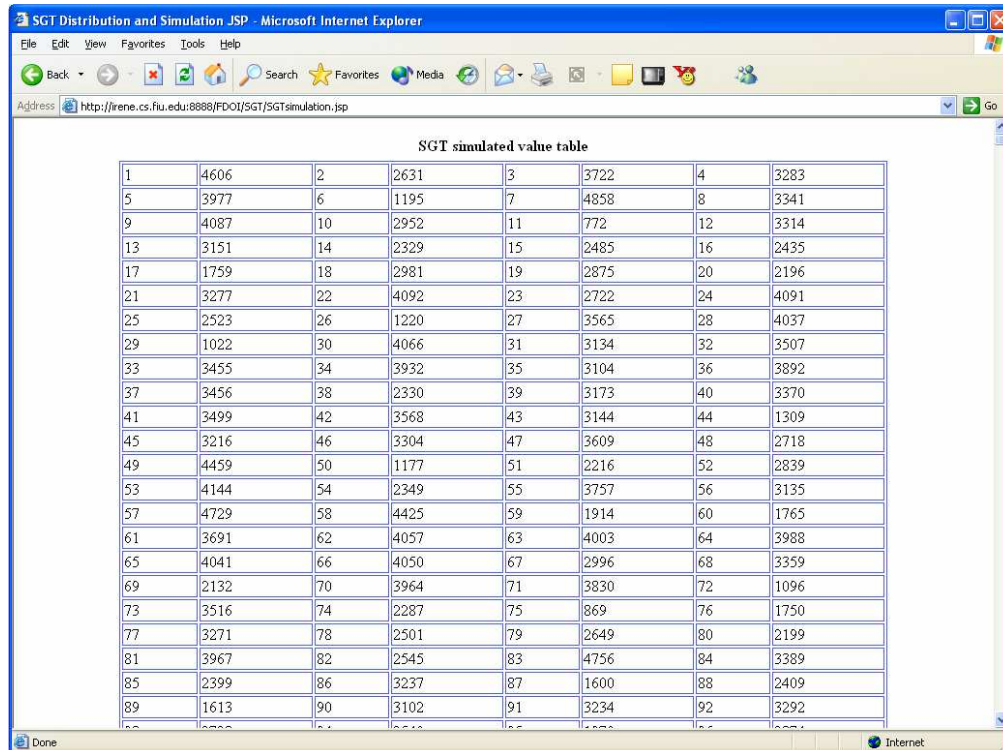 SGT Distribution and Simulation JSP - Microsoft Internet Explorer
File Edit View Favorites Tools Help
Back Search Favorites Media
Address http://irene.cs.fiu.edu:8888/FDOI/SGT/SGTsimulation.jsp Go
SGT simulated value table
1 4606 2 2631 3 3722 4 3283
5 3977 6 1195 7 4858 8 3341
9 4087 10 2952 11 772 12 3314
13 3151 14 2329 15 2485 16 2435
17 1759 18 2981 19 2875 20 2196
21 3277 22 4092 23 2722 24 4091
25 2523 26 1220 27 3565 28 4037
29 1022 30 4066 31 3134 32 3507
33 3455 34 3932 35 3104 36 3892
37 3456 38 2330 39 3173 40 3370
41 3499 42 3568 43 3144 44 1309
45 3216 46 3304 47 3609 48 2718
49 4459 50 1177 51 2216 52 2839
53 4144 54 2349 55 3757 56 3135
57 4729 58 4425 59 1914 60 1765
61 3691 62 4057 63 4003 64 3988
65 4041 66 4050 67 2996 68 3359
69 2132 70 3964 71 3830 72 1096
73 3516 74 2287 75 869 76 1750
77 3271 78 2501 79 2649 80 2199
81 3967 82 2545 83 4756 84 3389
85 2399 86 3237 87 1600 88 2409
89 1613 90 3102 91 3234 92 3292
Done Internet